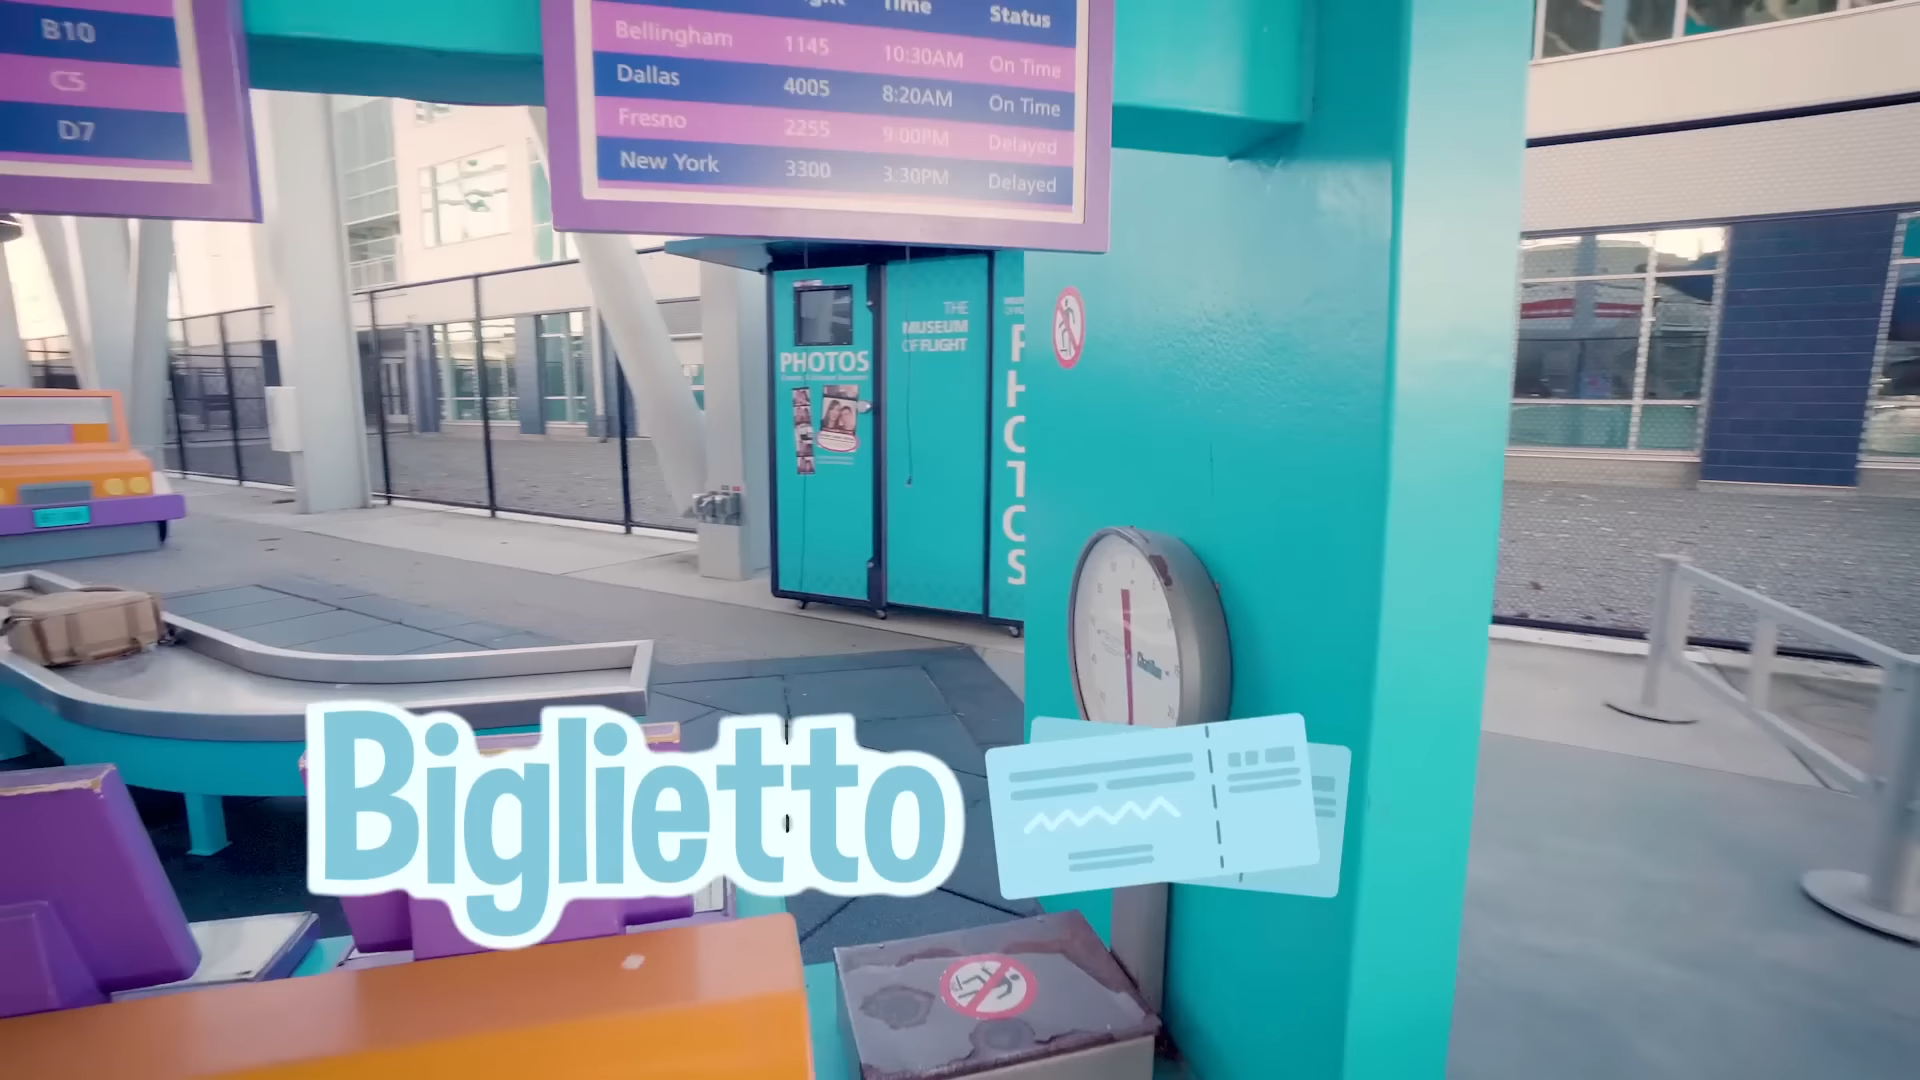 B10
C5
D7
Time Status
Bellingham 1145 10:30AM On Time
Dallas 4005 8:20AM On Time
Fresno 2255 9:00PM Delayed
New York 3300 3:30PM Delayed
PHOTOS
THE
MUSEUM
OF FLIGHT
PHOTOS
Biglietto